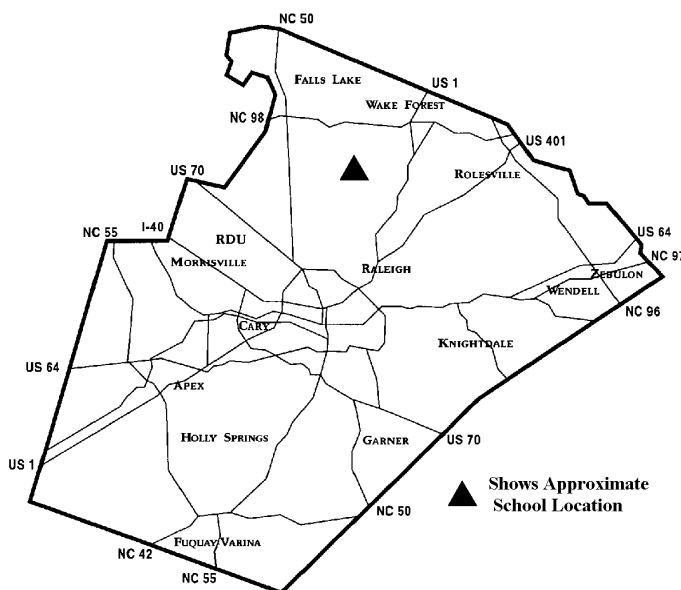 NC 50
FALLS LAKE
US 1
WAKE FOREST
NC 98
US 401
US 70
ROLESVILLE
I-40
NC 55
RDU
US 64
MORRISVILLE
RALEIGH
NC 97
ZEBULON
WENDELL
NC 96
CARY
KNIGHTDALE
US 64
APEX
HOLLY SPRINGS
GARNER
US 70
US 1
Shows Approximate
School Location
NC 50
FUQUAY-VARINA
NC 42
NC 55